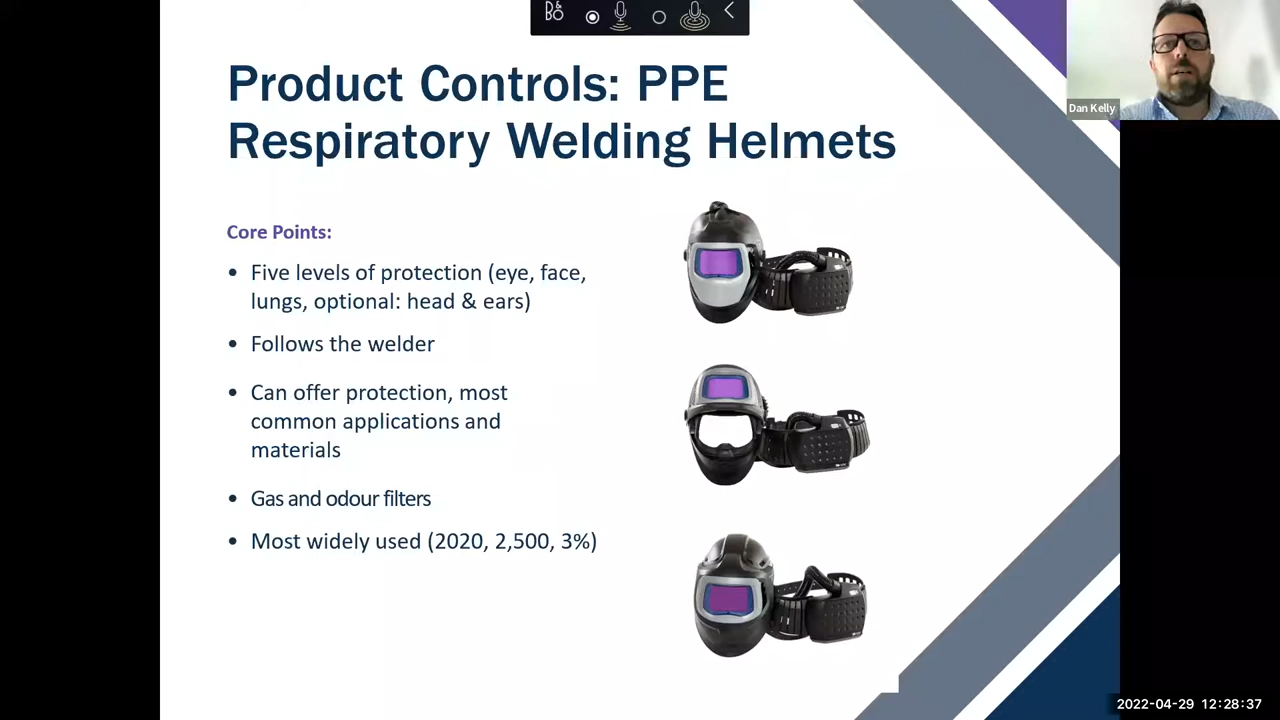 B&O
Product Controls: PPE
Respiratory Welding Helmets
Dan Kelly
Core Points:
• Five levels of protection (eye, face,
lungs, optional: head & ears)
• Follows the welder
• Can offer protection, most
common applications and
materials
• Gas and odour filters
• Most widely used (2020, 2,500, 3%)
2022-04-29 12:28:37